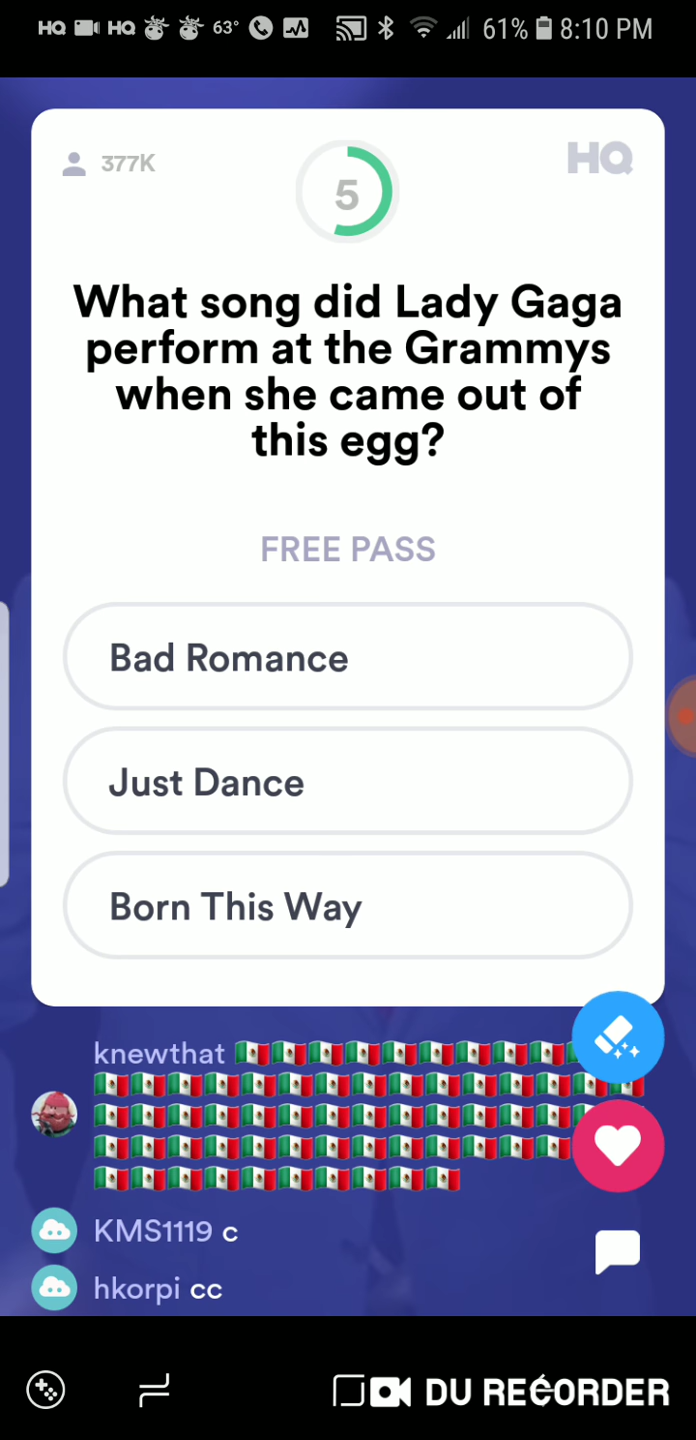 HQ HQ 63° 61% 8:10 PM
377K
5
HQ
What song did Lady Gaga
perform at the Grammys
when she came out of
this egg?
FREE PASS
Bad Romance
Just Dance
Born This Way
knewthat 🇲🇽🇲🇽🇲🇽🇲🇽🇲🇽🇲🇽🇲🇽🇲🇽🇲🇽🇲🇽
🇲🇽🇲🇽🇲🇽🇲🇽🇲🇽🇲🇽🇲🇽🇲🇽🇲🇽🇲🇽🇲🇽🇲🇽🇲🇽🇲🇽🇲🇽
🇲🇽🇲🇽🇲🇽🇲🇽🇲🇽🇲🇽🇲🇽🇲🇽🇲🇽🇲🇽🇲🇽🇲🇽🇲🇽🇲🇽
🇲🇽🇲🇽🇲🇽🇲🇽🇲🇽🇲🇽🇲🇽🇲🇽🇲🇽🇲🇽🇲🇽🇲🇽🇲🇽
🇲🇽🇲🇽🇲🇽🇲🇽🇲🇽🇲🇽🇲🇽🇲🇽🇲🇽🇲🇽
KMS1119 c
hkorpi cc
DU RECORDER